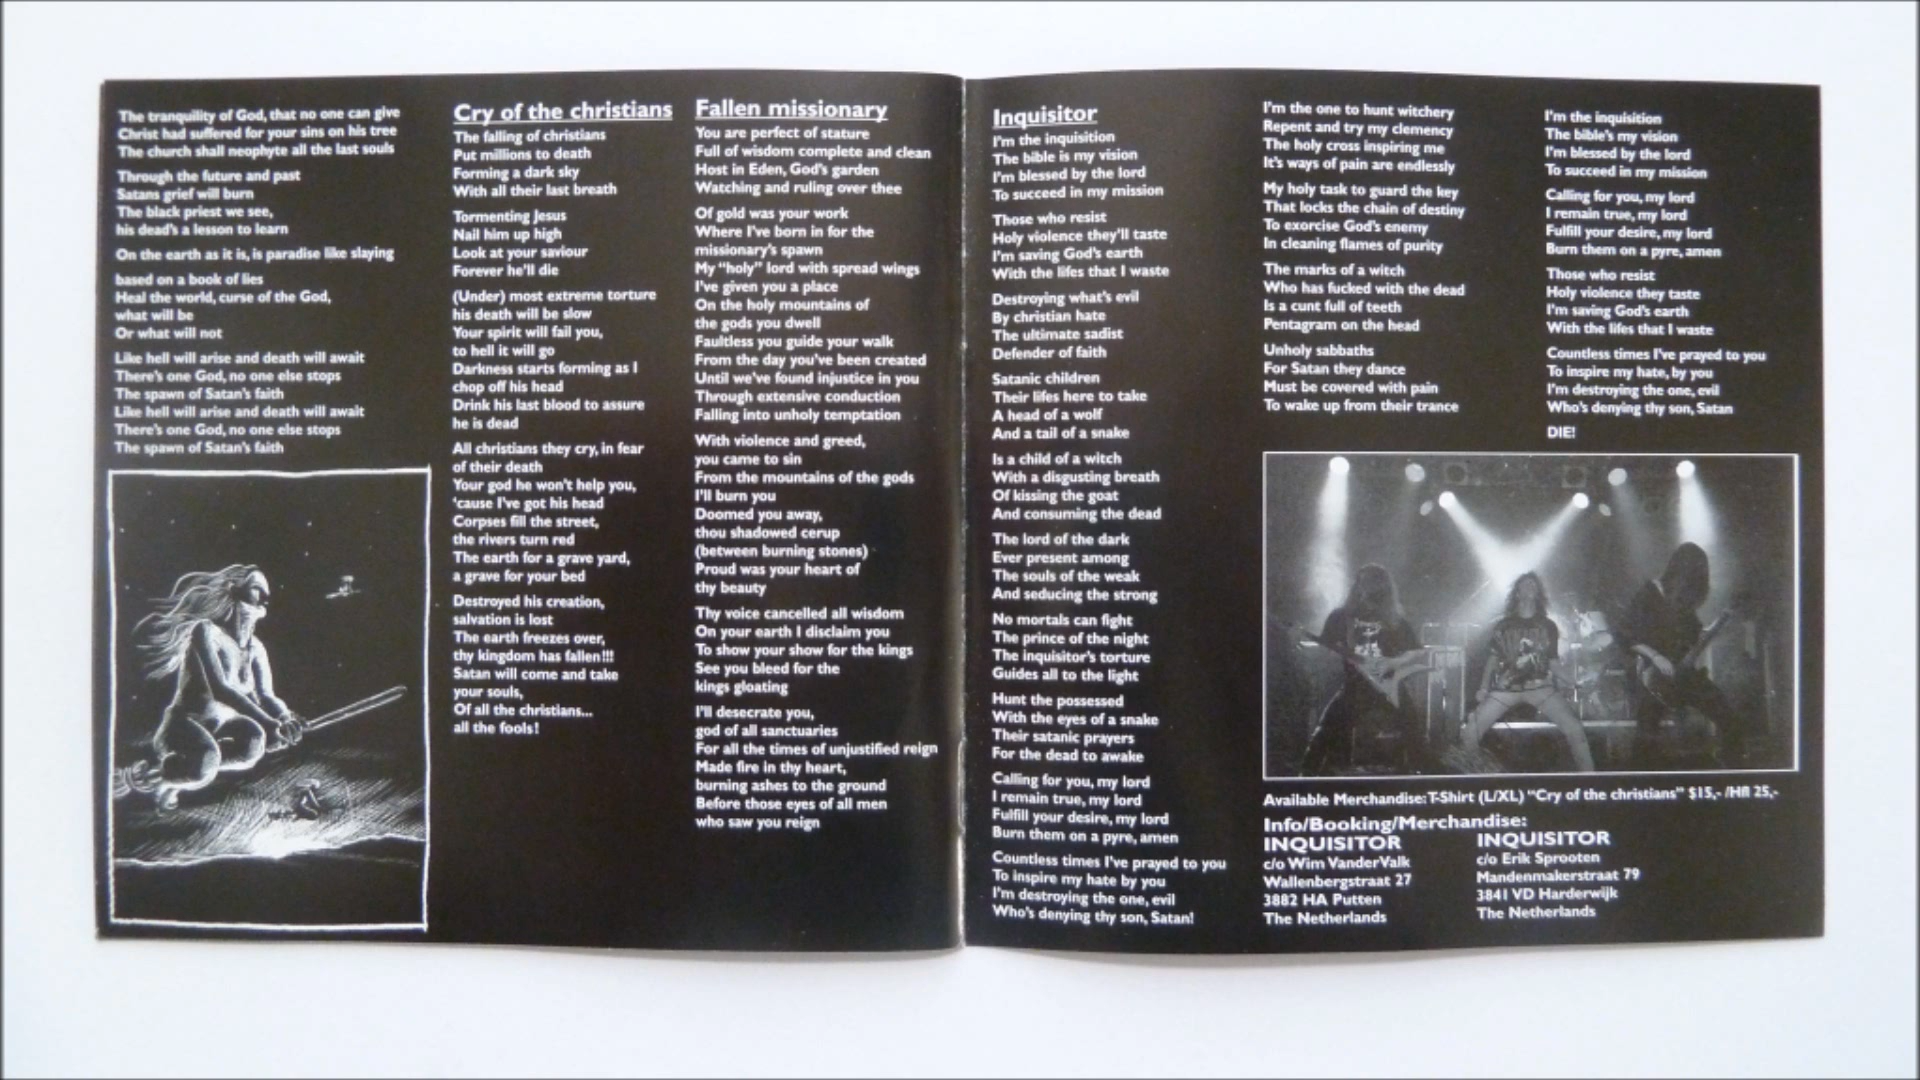 The tranquility of God, that no one can give
Christ had suffered for your sins on his tree
The church shall neophyte all the last souls
Through the future and past
Satans grief will burn
The black priest we see,
his dead's a lesson to learn
On the earth as it is, is paradise like slaying
based on a book of lies
Heal the world, curse of the God,
what will be
Or what will not
Like hell will arise and death will await
There's one God, no one else stops
The spawn of Satan's faith
Like hell will arise and death will await
There's one God, no one else stops
The spawn of Satan's faith
Cry of the christians
The falling of christians
Put millions to death
Forming a dark sky
With all their last breath
Tormenting Jesus
Nail him up high
Look at your saviour
Forever he'll die
(Under) most extreme torture
his death will be slow
Your spirit will fail you,
to hell it will go
Darkness starts forming as I
chop off his head
Drink his last blood to assure
he is dead
All christians they cry, in fear
of their death
Your god he won't help you,
'cause I've got his head
Corpses fill the street,
the rivers turn red
The earth for a grave yard,
a grave for your bed
Destroyed his creation,
salvation is lost
The earth freezes over,
thy kingdom has fallen!!!
Satan will come and take
your souls,
Of all the christians...
all the fools!
Fallen missionary
You are perfect of stature
Full of wisdom complete and clean
Host in Eden, God's garden
Watching and ruling over thee
Of gold was your work
Where I've born in for the
missionary's spawn
My "holy" lord with spread wings
I've given you a place
On the holy mountains of
the gods you dwell
Faultless you guide your walk
From the day you've been created
Until we've found injustice in you
Through extensive conduction
Falling into unholy temptation
With violence and greed,
you came to sin
From the mountains of the gods
I'll burn you
Doomed you away,
thou shadowed cerup
(between burning stones)
Proud was your heart of
thy beauty
Thy voice cancelled all wisdom
On your earth I disclaim you
To show your show for the kings
See you bleed for the
kings gloating
I'll desecrate you,
god of all sanctuaries
For all the times of unjustified reign
Made fire in thy heart,
burning ashes to the ground
Before those eyes of all men
who saw you reign
Inquisitor
I'm the inquisition
The bible is my vision
I'm blessed by the lord
To succeed in my mission
Those who resist
Holy violence they'll taste
I'm saving God's earth
With the lifes that I waste
Destroying what's evil
By christian hate
The ultimate sadist
Defender of faith
Satanic children
Their lifes here to take
A head of a wolf
And a tail of a snake
Is a child of a witch
With a disgusting breath
Of kissing the goat
And consuming the dead
The lord of the dark
Ever present among
The souls of the weak
And seducing the strong
No mortals can fight
The prince of the night
The inquisitor's torture
Guides all to the light
Hunt the possessed
With the eyes of a snake
Their satanic prayers
For the dead to awake
Calling for you, my lord
I remain true, my lord
Fulfill your desire, my lord
Burn them on a pyre, amen
Countless times I've prayed to you
To inspire my hate by you
I'm destroying the one, evil
Who's denying thy son, Satan!
I'm the one to hunt witchery
Repent and try my clemency
The holy cross inspiring me
It's ways of pain are endlessly
My holy task to guard the key
That locks the chain of destiny
To exorcise God's enemy
In cleaning flames of purity
The marks of a witch
Who has fucked with the dead
Is a cunt full of teeth
Pentagram on the head
Unholy sabbaths
For Satan they dance
Must be covered with pain
To wake up from their trance
I'm the inquisition
The bible's my vision
I'm blessed by the lord
To succeed in my mission
Calling for you, my lord
I remain true, my lord
Fulfill your desire, my lord
Burn them on a pyre, amen
Those who resist
Holy violence they taste
I'm saving God's earth
With the lifes that I waste
Countless times I've prayed to you
To inspire my hate, by you
I'm destroying the one, evil
Who's denying thy son, Satan
DIE!
Available Merchandise: T-Shirt (L/XL) "Cry of the christians" $15,- /Hfl 25,-
Info/Booking/Merchandise:
INQUISITOR
c/o Wim VanderValk
Wallenbergstraat 27
3882 HA Putten
The Netherlands
INQUISITOR
c/o Erik Sprooten
Mandenmakerstraat 79
3841 VD Harderwijk
The Netherlands